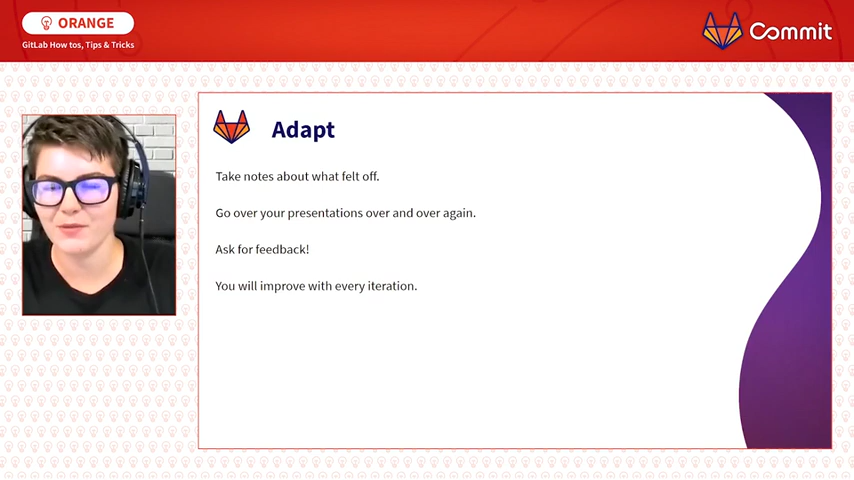 ORANGE
GitLab How tos, Tips & Tricks
Commit
Adapt
Take notes about what felt off.
Go over your presentations over and over again.
Ask for feedback!
You will improve with every iteration.